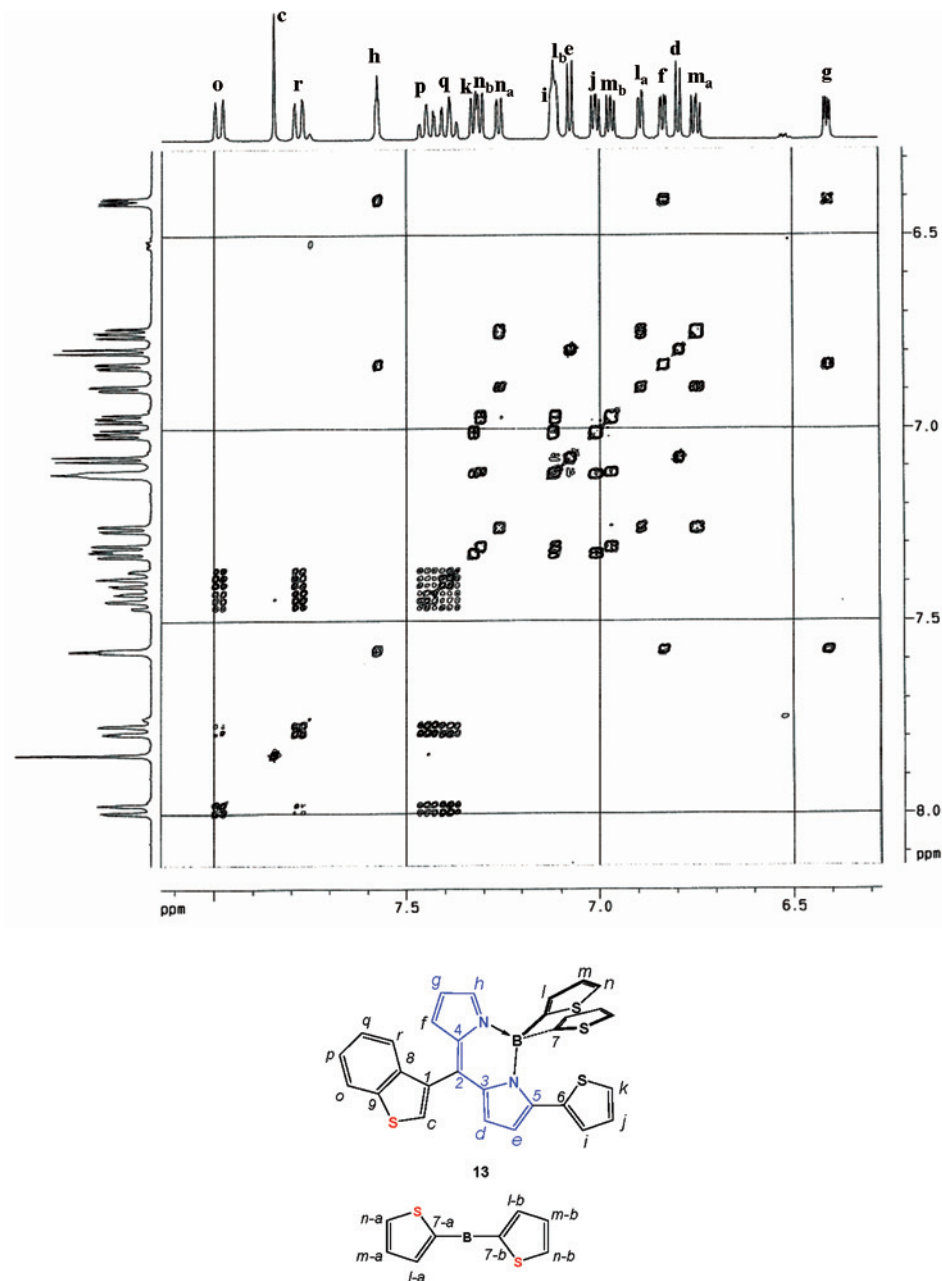 c
o r h p q k n_b n_a l_b e i j m_b l_a f d m_a g
6.5
7.0
7.5
8.0
ppm
ppm 7.5 7.0 6.5
g h m
l n
f N S
q r 4 B S
p 8 7
1 2 3 N S
o 9 5 6 k
S c d e i j
13
S l-b
n-a 7-a B m-b
m-a 7-b n-b
l-a S